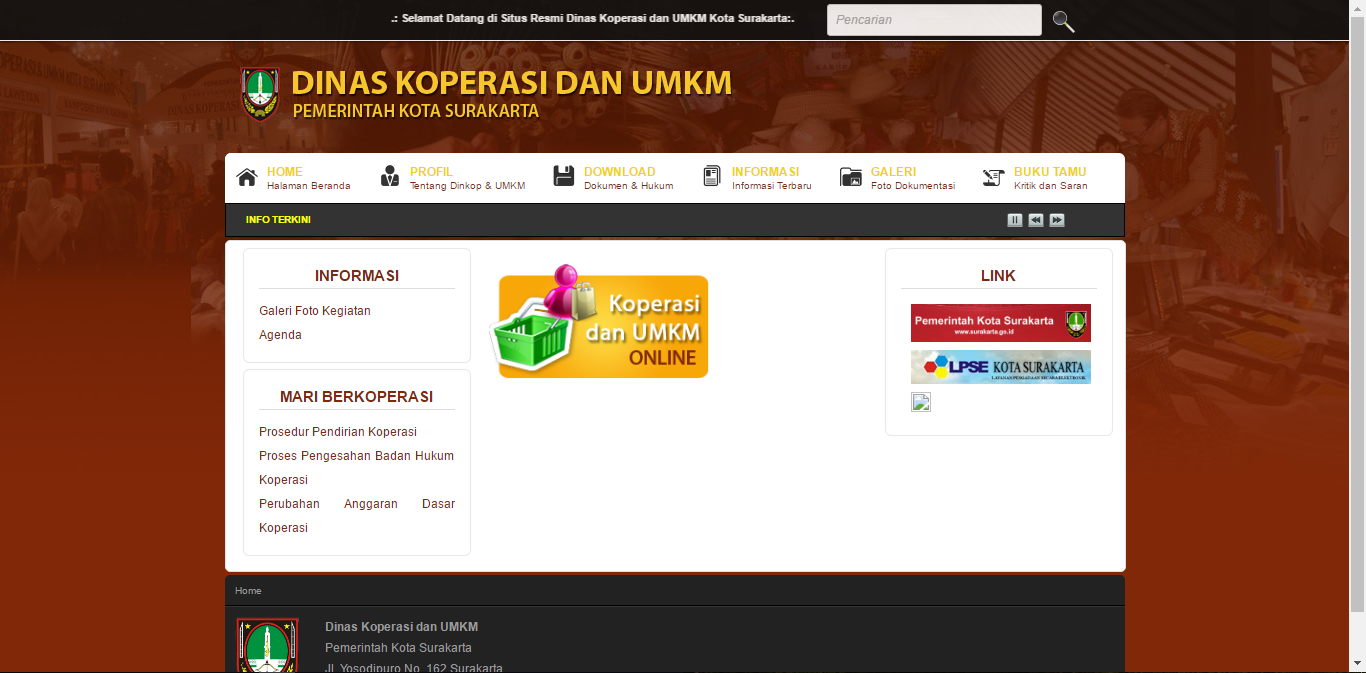 .: Selamat Datang di Situs Resmi Dinas Koperasi dan UMKM Kota Surakarta:.
Pencarian
DINAS KOPERASI DAN UMKM
PEMERINTAH KOTA SURAKARTA
HOME
Halaman Beranda
PROFIL
Tentang Dinkop & UMKM
DOWNLOAD
Dokumen & Hukum
INFORMASI
Informasi Terbaru
GALERI
Foto Dokumentasi
BUKU TAMU
Kritik dan Saran
INFO TERKINI
INFORMASI
Galeri Foto Kegiatan
Agenda
MARI BERKOPERASI
Prosedur Pendirian Koperasi
Proses Pengesahan Badan Hukum
Koperasi
Perubahan Anggaran Dasar
Koperasi
Koperasi
dan UMKM
ONLINE
LINK
Pemerintah Kota Surakarta
www.surakarta.go.id
LPSE KOTA SURAKARTA
LAYANAN PENGADAAN SECARA ELEKTRONIK
Home
Dinas Koperasi dan UMKM
Pemerintah Kota Surakarta
Jl. Yosodipuro No. 162 Surakarta